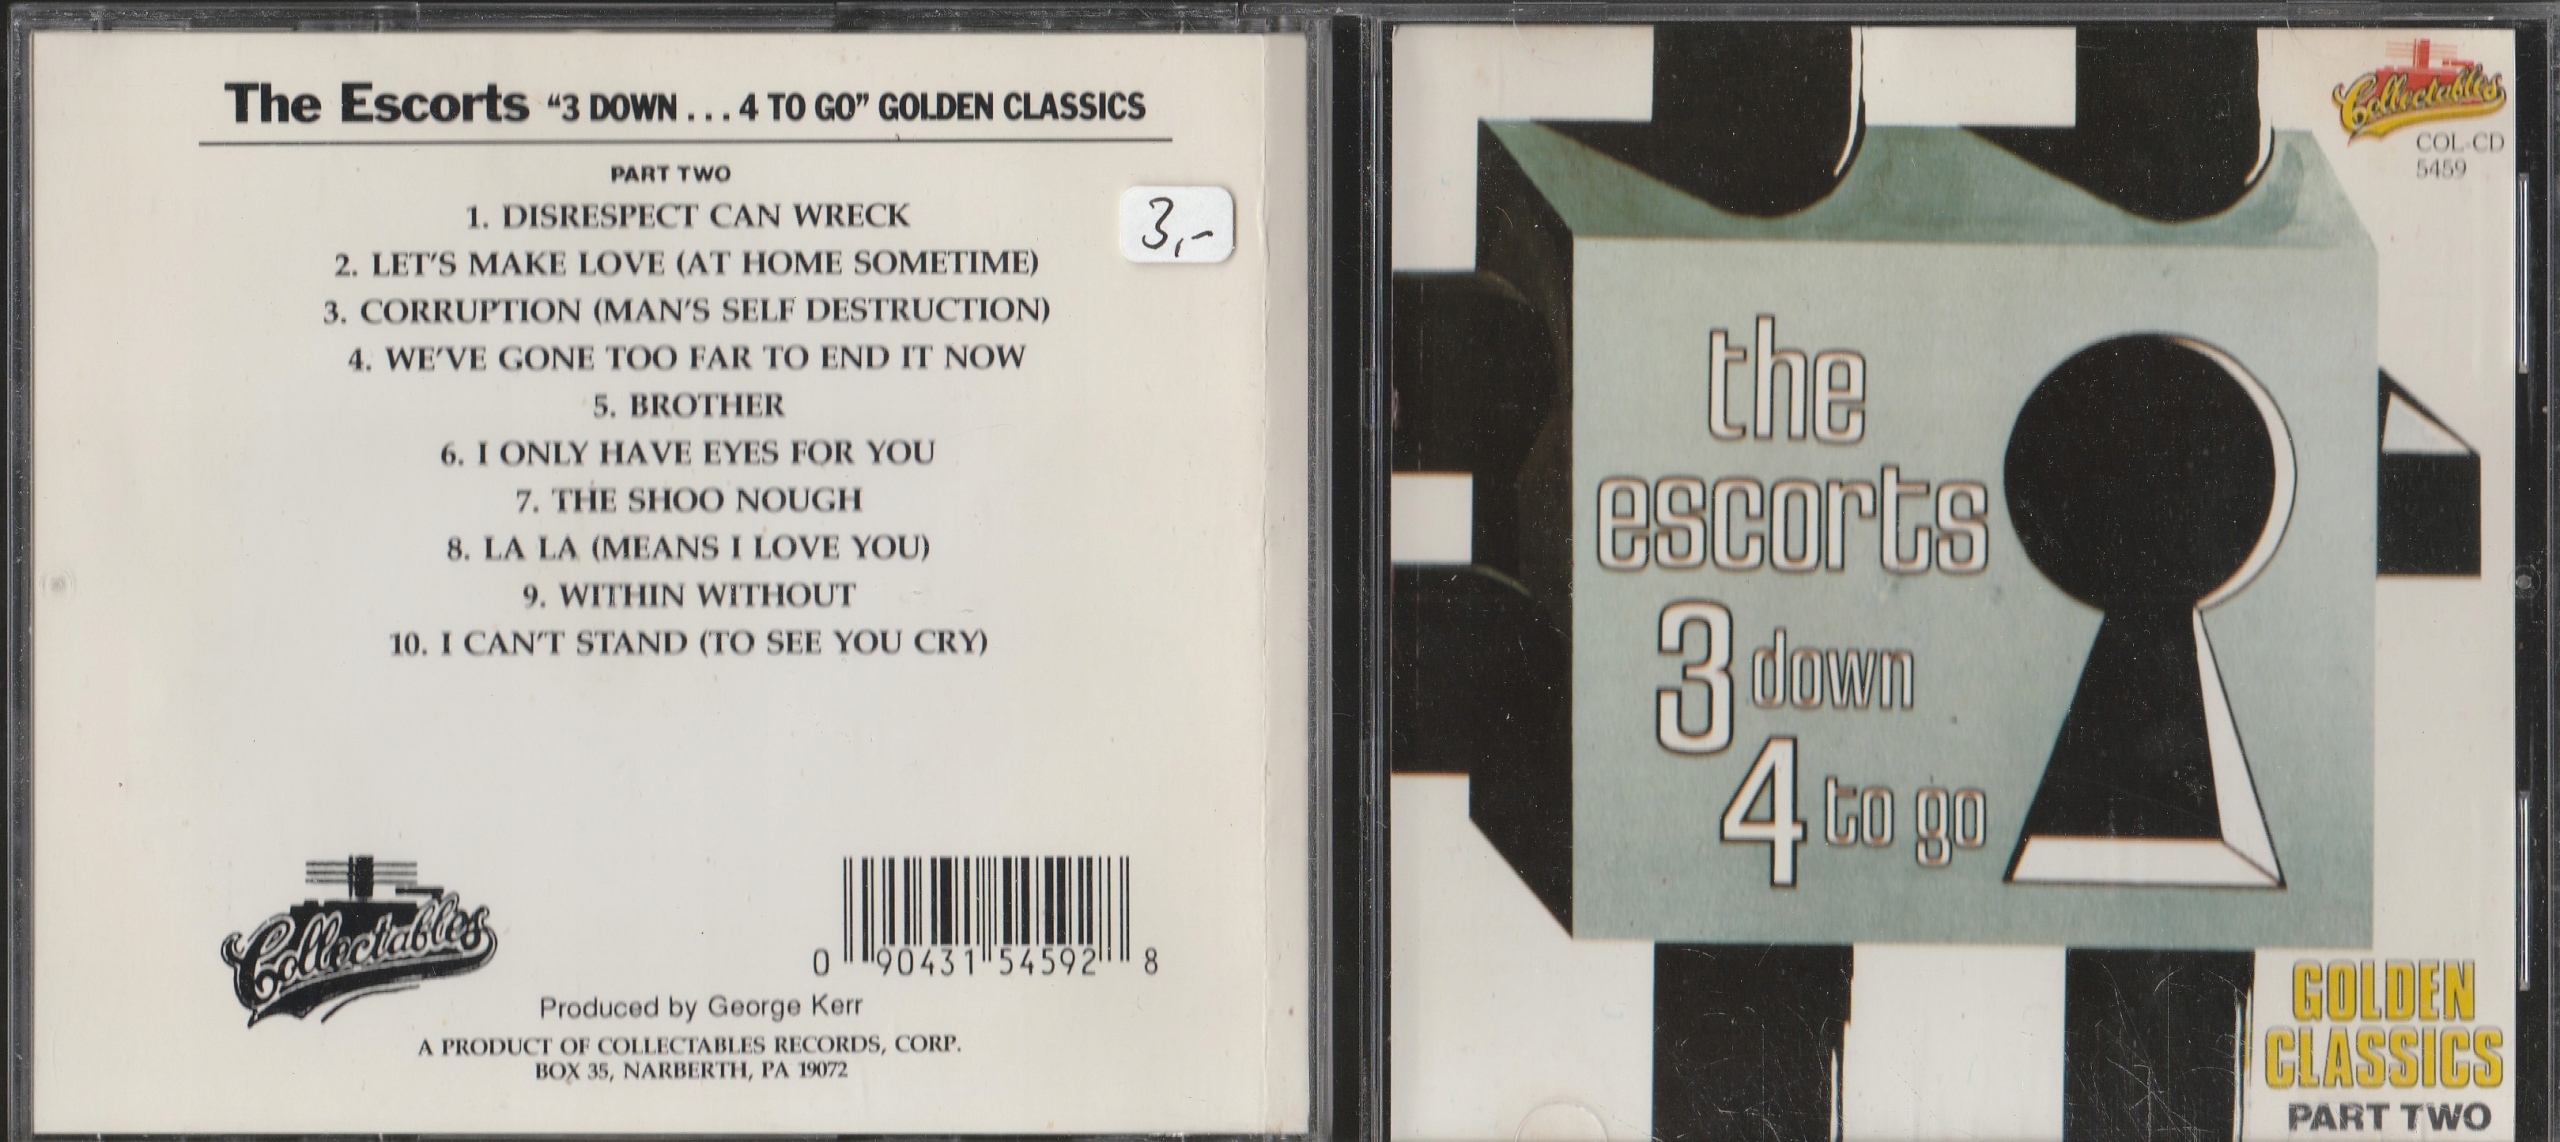 The Escorts "3 DOWN . . . 4 TO GO" GOLDEN CLASSICS
PART TWO
1. DISRESPECT CAN WRECK
2. LET'S MAKE LOVE (AT HOME SOMETIME)
3. CORRUPTION (MAN'S SELF DESTRUCTION)
4. WE'VE GONE TOO FAR TO END IT NOW
5. BROTHER
6. I ONLY HAVE EYES FOR YOU
7. THE SHOO NOUGH
8. LA LA (MEANS I LOVE YOU)
9. WITHIN WITHOUT
10. I CAN'T STAND (TO SEE YOU CRY)
3,-
Collectables
0 90431 54592 8
Produced by George Kerr
A PRODUCT OF COLLECTABLES RECORDS, CORP.
BOX 35, NARBERTH, PA 19072
Collectables
COL-CD
5459
the
escorts
3 down
4 to go
GOLDEN
CLASSICS
PART TWO